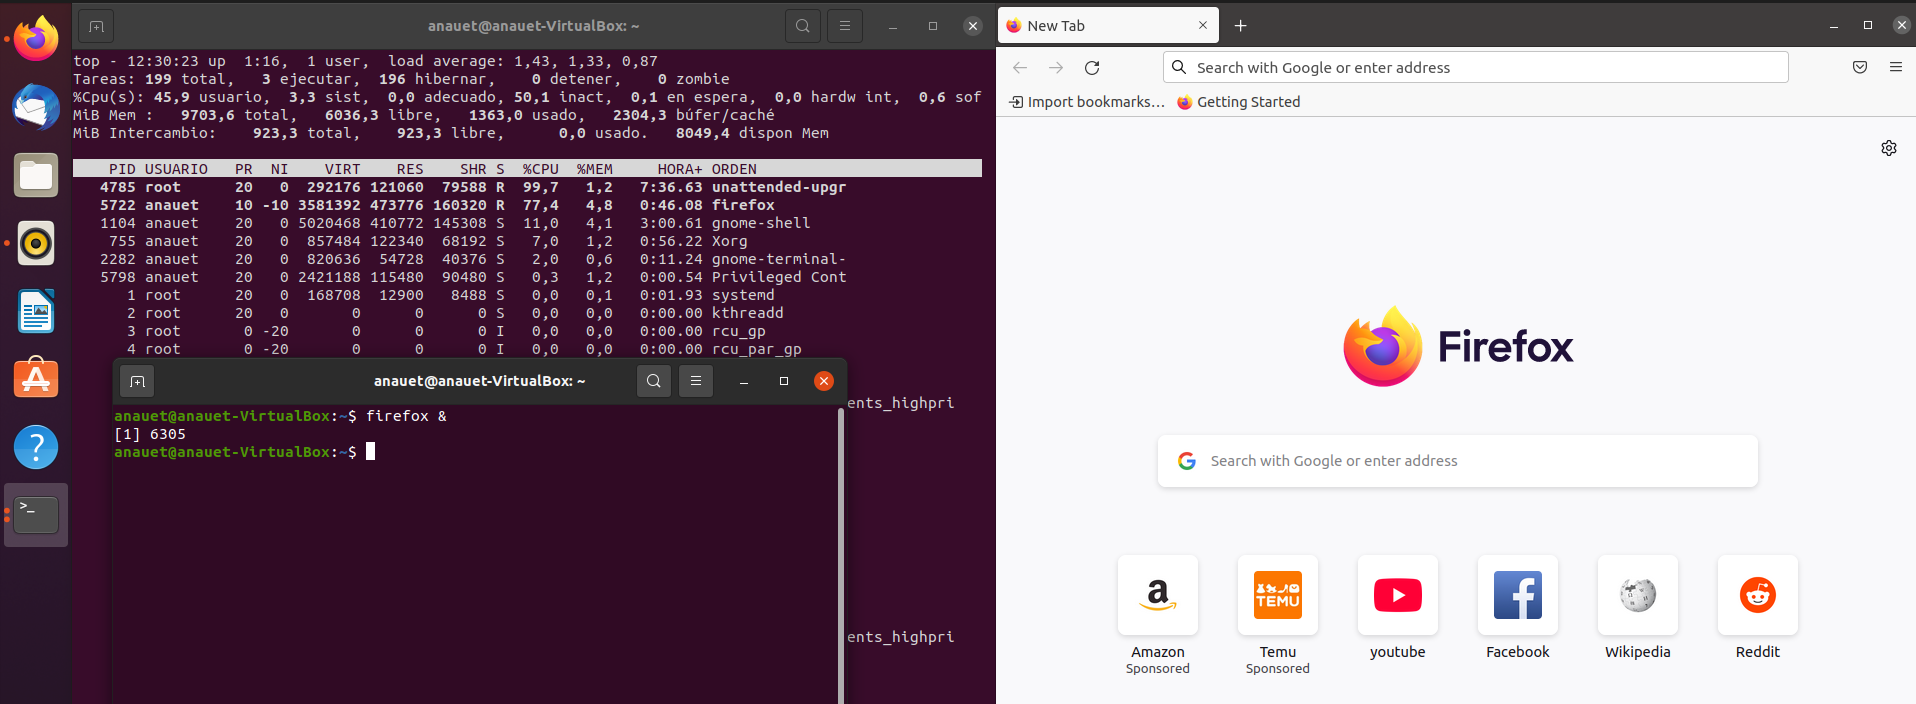 anauet@anauet-VirtualBox: ~
top - 12:30:23 up  1:16,  1 user,  load average: 1,43, 1,33, 0,87
Tareas: 199 total,   3 ejecutar,  196 hibernar,    0 detener,    0 zombie
%Cpu(s): 45,9 usuario,  3,3 sist,  0,0 adecuado, 50,1 inact,  0,1 en espera,  0,0 hardw int,  0,6 sof
MiB Mem :   9703,6 total,   6036,3 libre,   1363,0 usado,   2304,3 búfer/caché
MiB Intercambio:    923,3 total,    923,3 libre,      0,0 usado.   8049,4 dispon Mem
PID USUARIO   PR  NI    VIRT    RES    SHR S  %CPU  %MEM     HORA+ ORDEN
4785 root      20   0  292176 121060  79588 R  99,7   1,2   7:36.63 unattended-upgr
5722 anauet    10 -10 3581392 473776 160320 R  77,4   4,8   0:46.08 firefox
1104 anauet    20   0 5020468 410772 145308 S  11,0   4,1   3:00.61 gnome-shell
755 anauet    20   0  857484 122340  68192 S   7,0   1,2   0:56.22 Xorg
2282 anauet    20   0  820636  54728  40376 S   2,0   0,6   0:11.24 gnome-terminal-
5798 anauet    20   0 2421188 115480  90480 S   0,3   1,2   0:00.54 Privileged Cont
1 root      20   0  168708  12900   8488 S   0,0   0,1   0:01.93 systemd
2 root      20   0       0      0      0 S   0,0   0,0   0:00.00 kthreadd
3 root       0 -20       0      0      0 I   0,0   0,0   0:00.00 rcu_gp
4 root       0 -20       0      0      0 I   0,0   0,0   0:00.00 rcu_par_gp
ents_highpri
ents_highpri
anauet@anauet-VirtualBox: ~
anauet@anauet-VirtualBox:~$ firefox &
[1] 6305
anauet@anauet-VirtualBox:~$
New Tab
Search with Google or enter address
Import bookmarks… Getting Started
Firefox
Search with Google or enter address
a TEMU
Amazon Temu youtube Facebook Wikipedia Reddit
Sponsored Sponsored